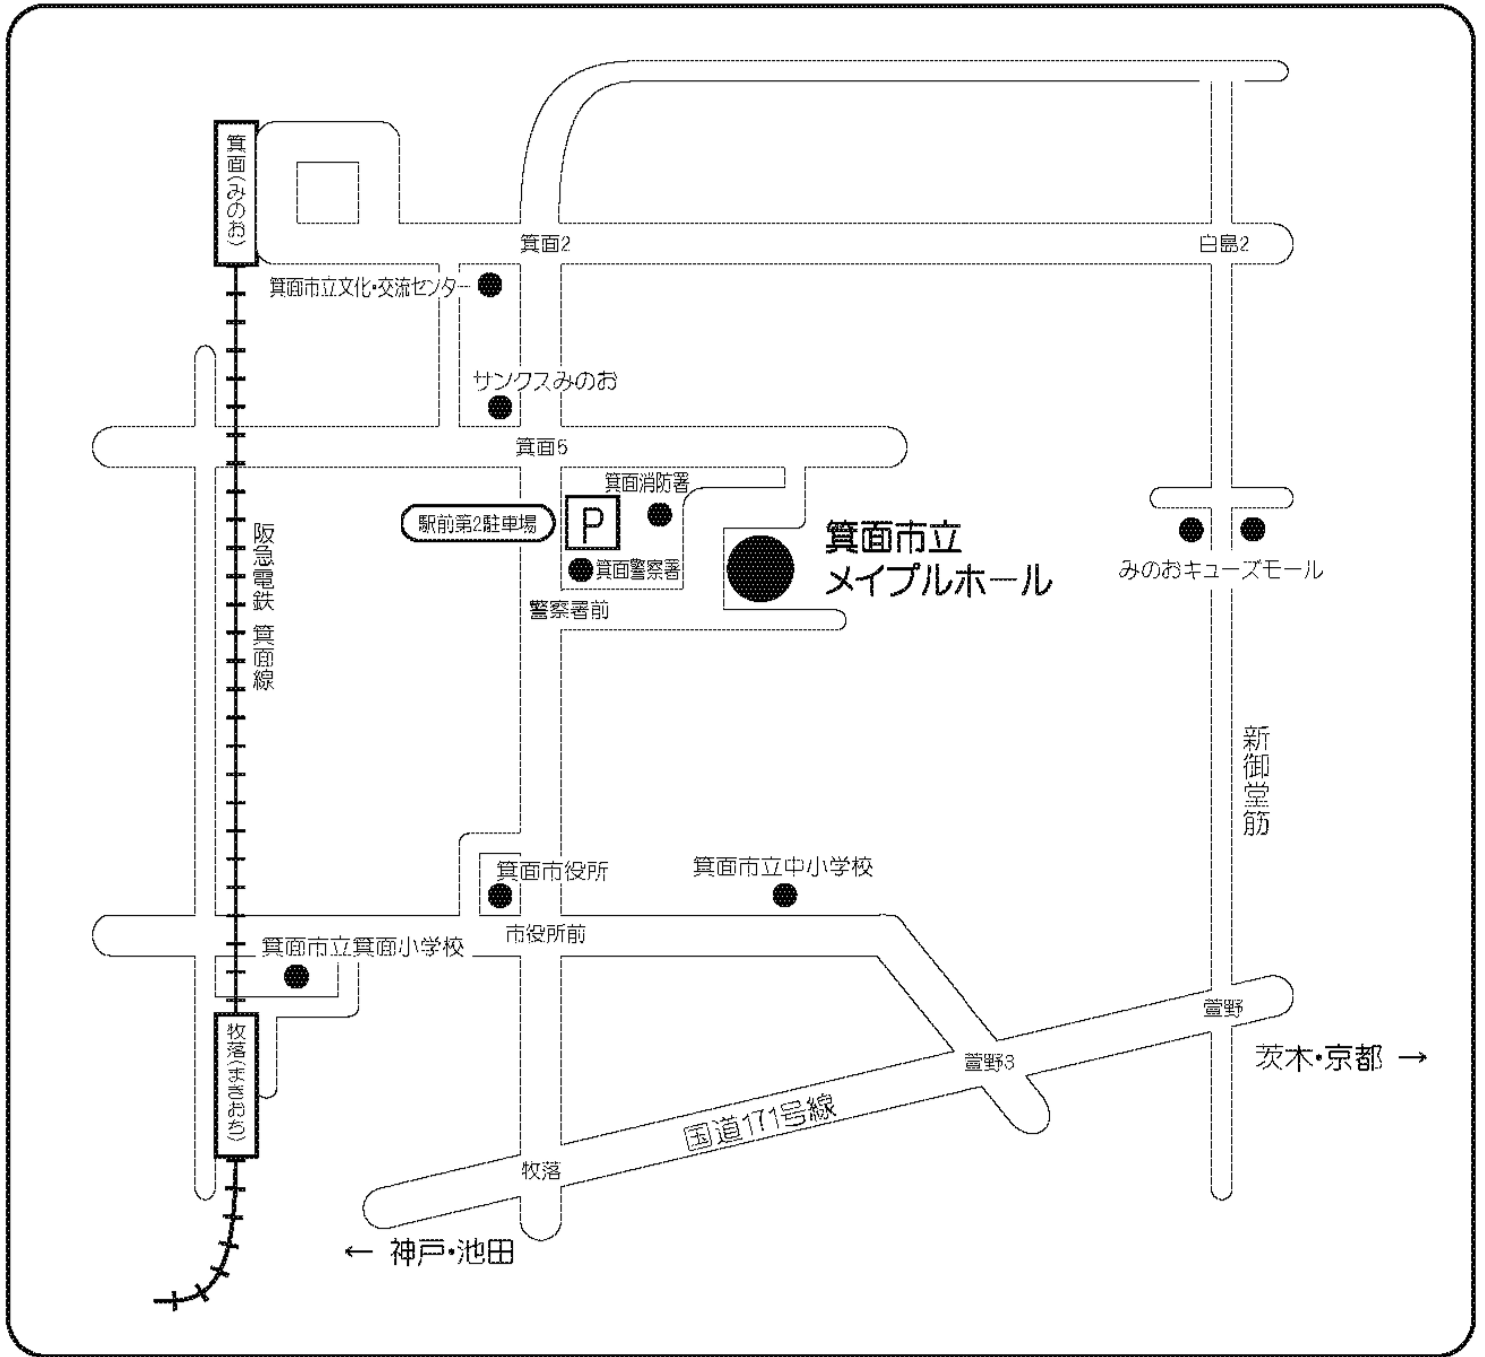 箕面(みのお)
箕面2
白島2
箕面市立文化・交流センター
サンクスみのお
箕面5
箕面消防署
駅前第2駐車場
P
箕面市立
メイプルホール
阪急電鉄 箕面線
箕面警察署
みのおキューズモール
警察署前
新御堂筋
箕面市役所
箕面市立中小学校
市役所前
箕面市立箕面小学校
萱野
牧落(まきおち)
茨木・京都 →
萱野3
国道171号線
牧落
← 神戸・池田